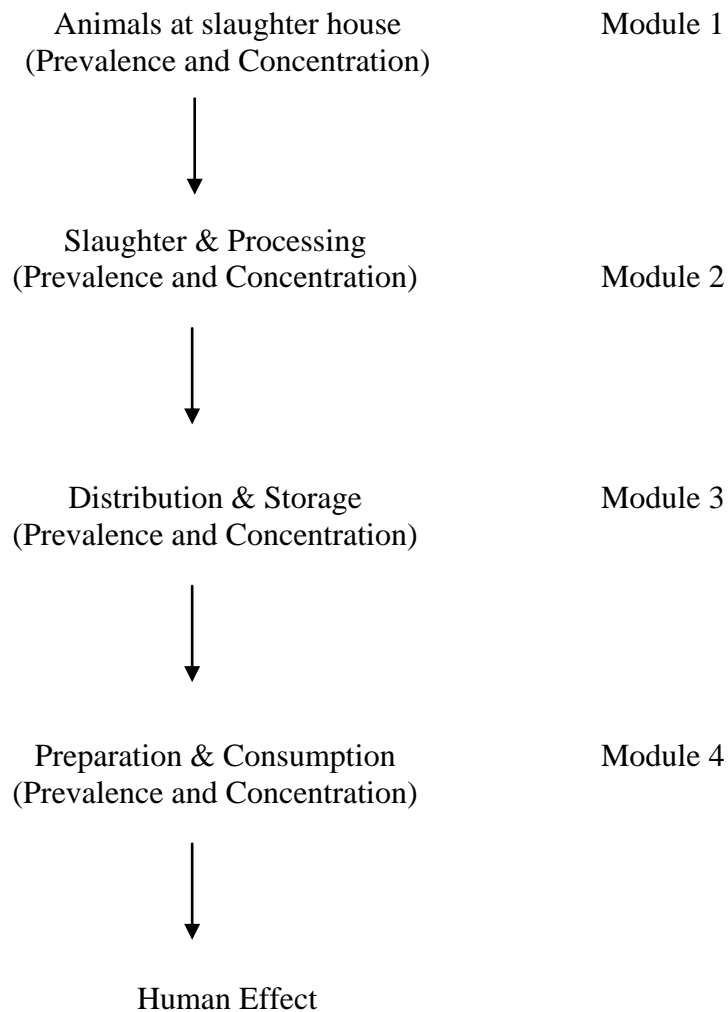 Animals at slaughter house Module 1
(Prevalence and Concentration)
Slaughter & Processing
(Prevalence and Concentration) Module 2
Distribution & Storage Module 3
(Prevalence and Concentration)
Preparation & Consumption Module 4
(Prevalence and Concentration)
Human Effect